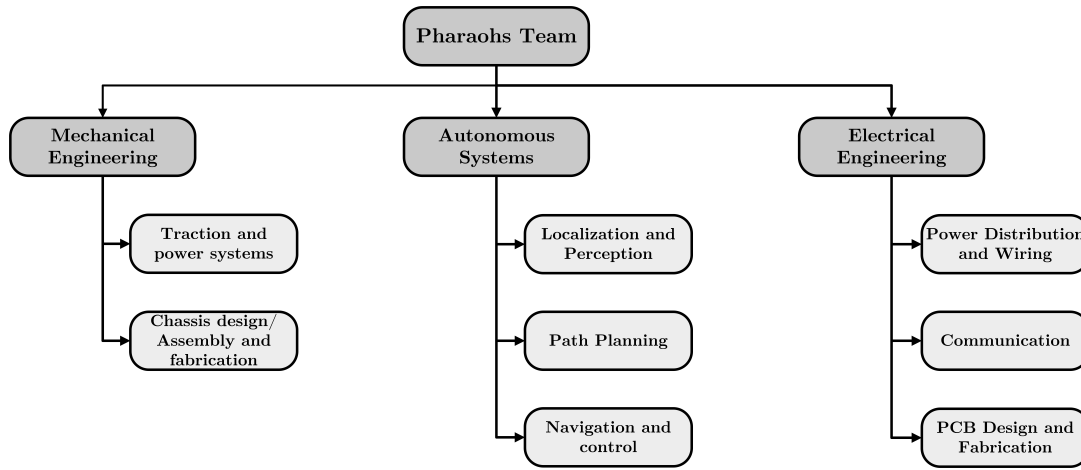 Pharaohs Team
Mechanical
Engineering
Autonomous
Systems
Electrical
Engineering
Traction and
power systems
Chassis design/
Assembly and
fabrication
Localization and
Perception
Path Planning
Navigation and
control
Power Distribution
and Wiring
Communication
PCB Design and
Fabrication